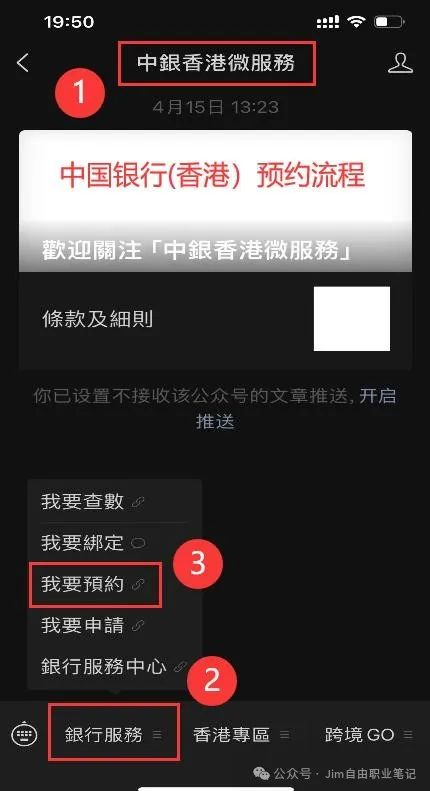 19:50
中銀香港微服務
1
4月15日 13:23
中国银行(香港）预约流程
歡迎關注「中銀香港微服務」
條款及細則
你已设置不接收该公众号的文章推送,开启
推送
我要查數
我要綁定
我要預約
3
我要申請
銀行服務中心
2
銀行服務
香港專區
跨境 GO
公众号 · Jim自由职业笔记